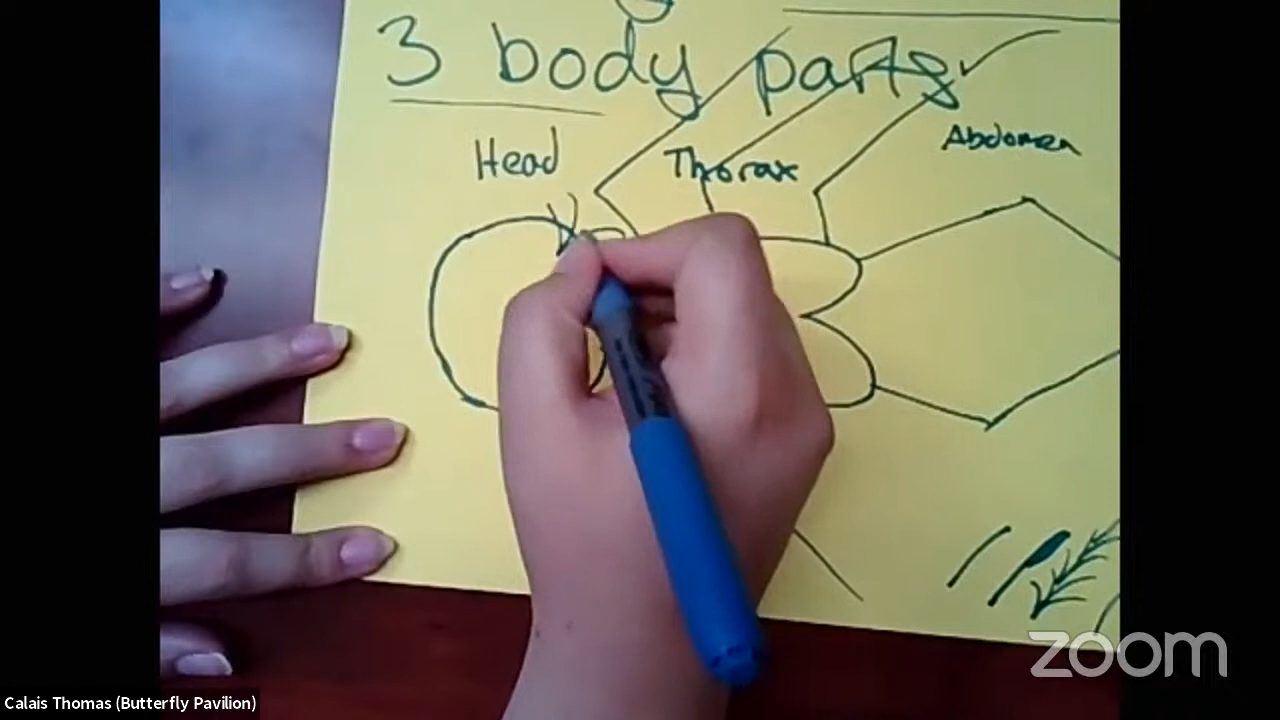 3 body parts
Head Thorax Abdomen
zoom
Calais Thomas (Butterfly Pavilion)